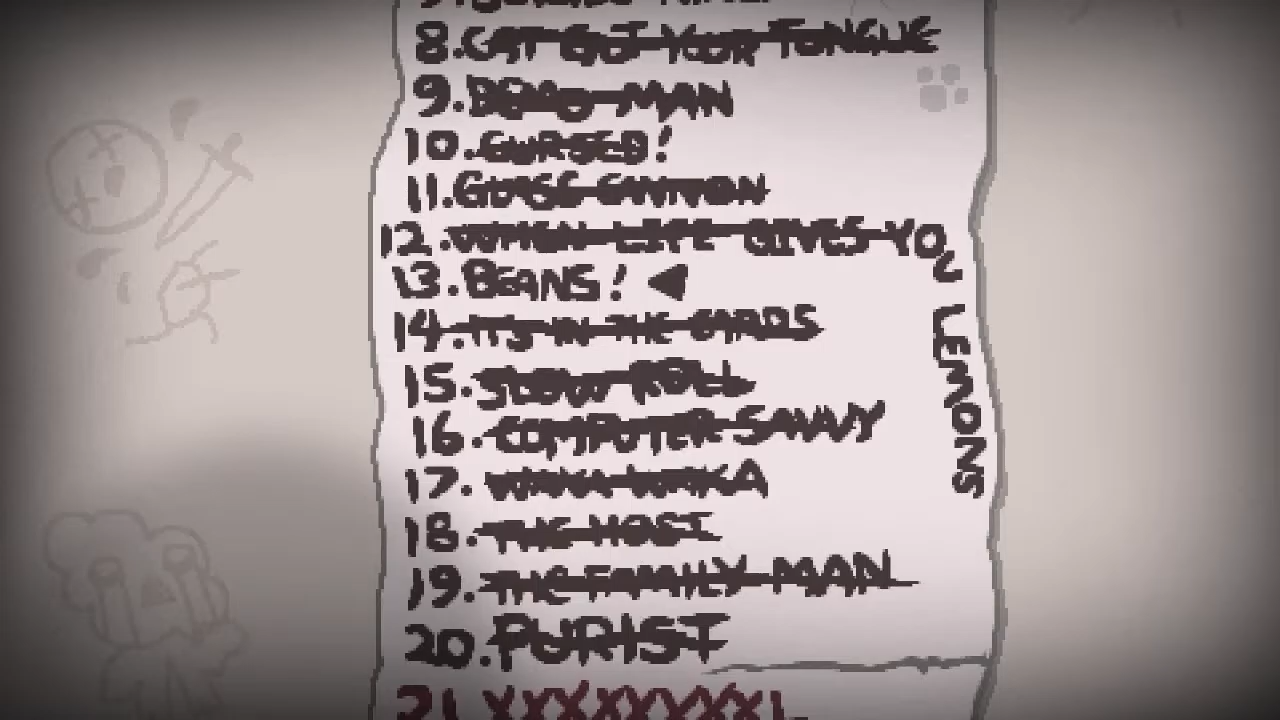 8.CAT GOT YOUR TONGUE
9.DEMO MAN
10.CURSED!
11.GLASS CANNON
12.WHEN LIFE GIVES YOU LEMONS
13.BEANS!
14.IT'S IN THE CARDS
15.SLOW ROLL
16.COMPUTER SAVVY
17.WAKA WAKA
18.THE HOST
19.THE FAMILY MAN
20.PURIST
21.XXXXXXXXL